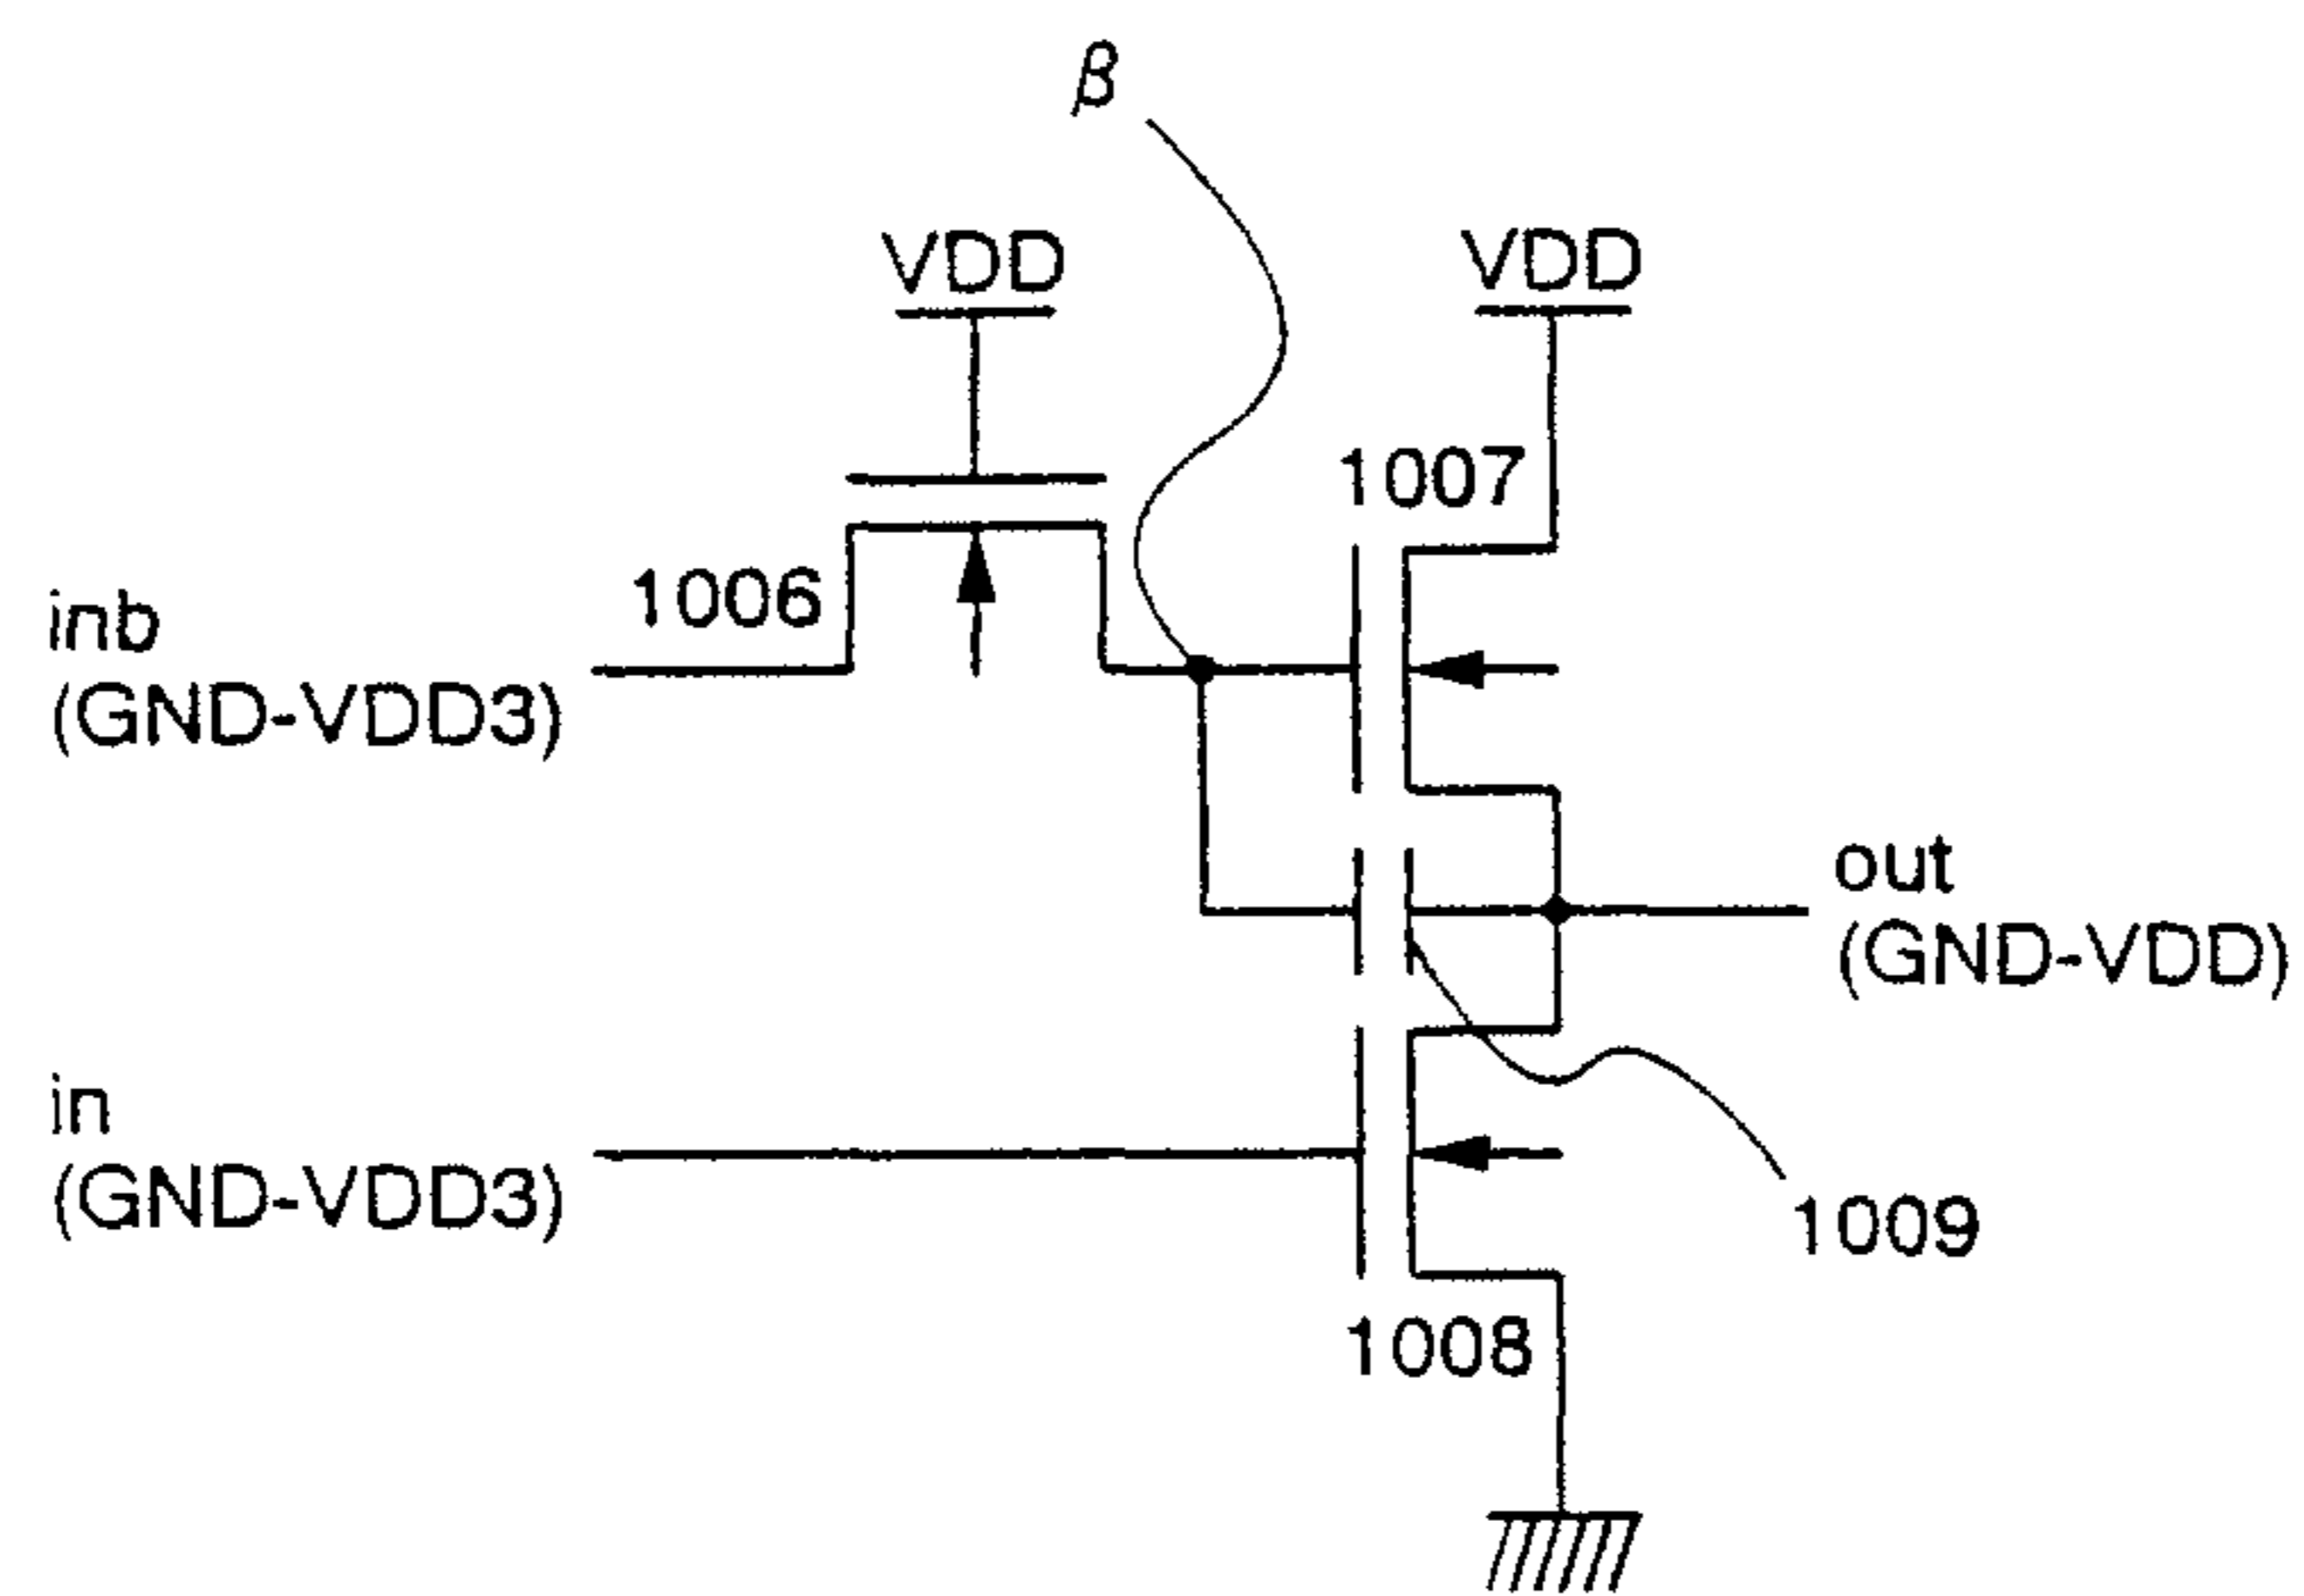 β
VDD
VDD
1007
1006
inb
(GND-VDD3)
out
(GND-VDD)
in
(GND-VDD3)
1009
1008